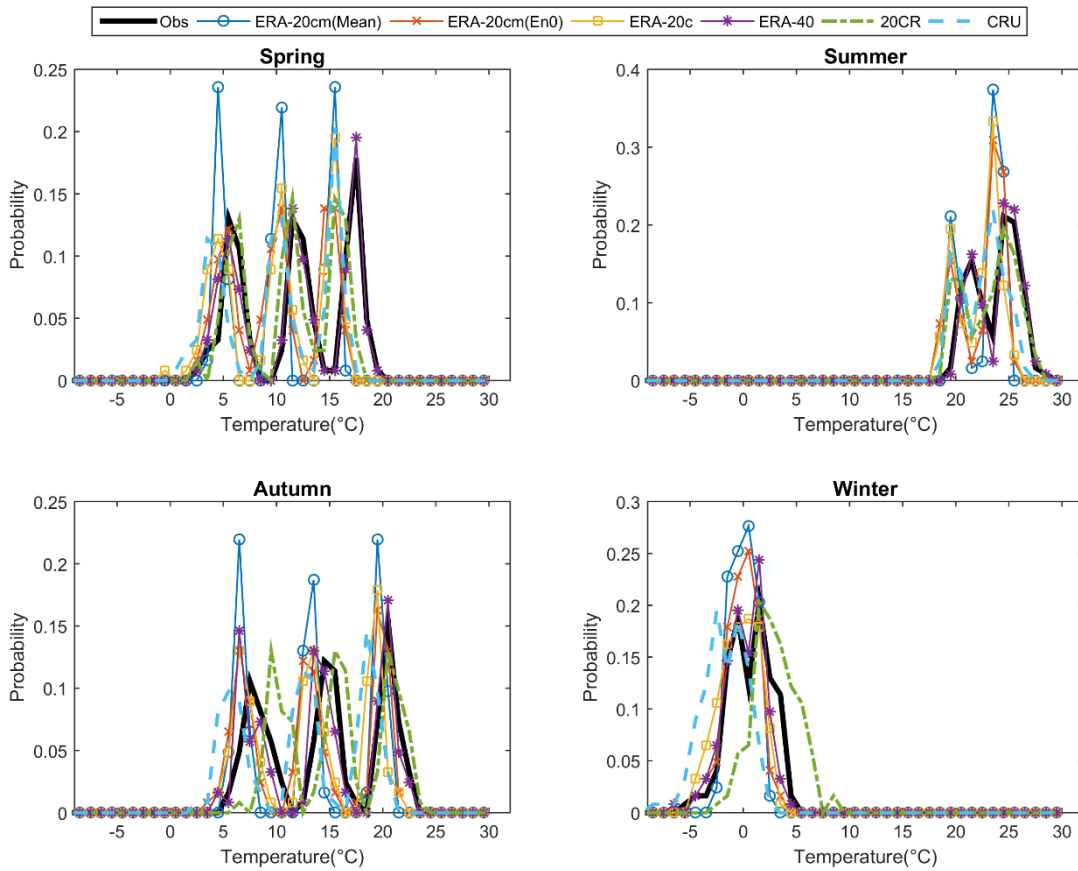 Obs ERA-20cm(Mean) ERA-20cm(En0) ERA-20c ERA-40 20CR CRU
Spring
0.25
0.2
0.15
0.1
0.05
0
Probability
-5 0 5 10 15 20 25 30
Temperature(°C)
Summer
0.4
0.3
0.2
0.1
0
Probability
-5 0 5 10 15 20 25 30
Temperature(°C)
Autumn
0.25
0.2
0.15
0.1
0.05
0
Probability
-5 0 5 10 15 20 25 30
Temperature(°C)
Winter
0.3
0.25
0.2
0.15
0.1
0.05
0
Probability
-5 0 5 10 15 20 25 30
Temperature(°C)